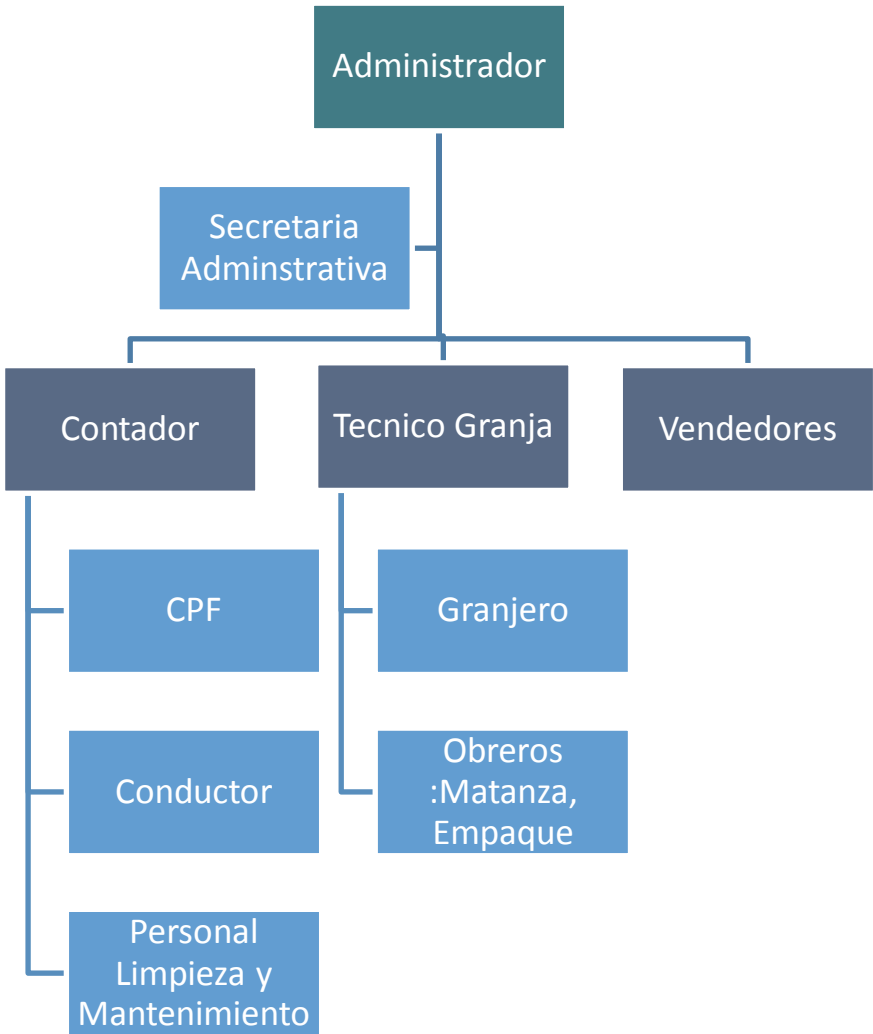 Administrador
Secretaria
Adminstrativa
Contador
Tecnico Granja
Vendedores
CPF
Granjero
Conductor
Obreros
:Matanza,
Empaque
Personal
Limpieza y
Mantenimiento